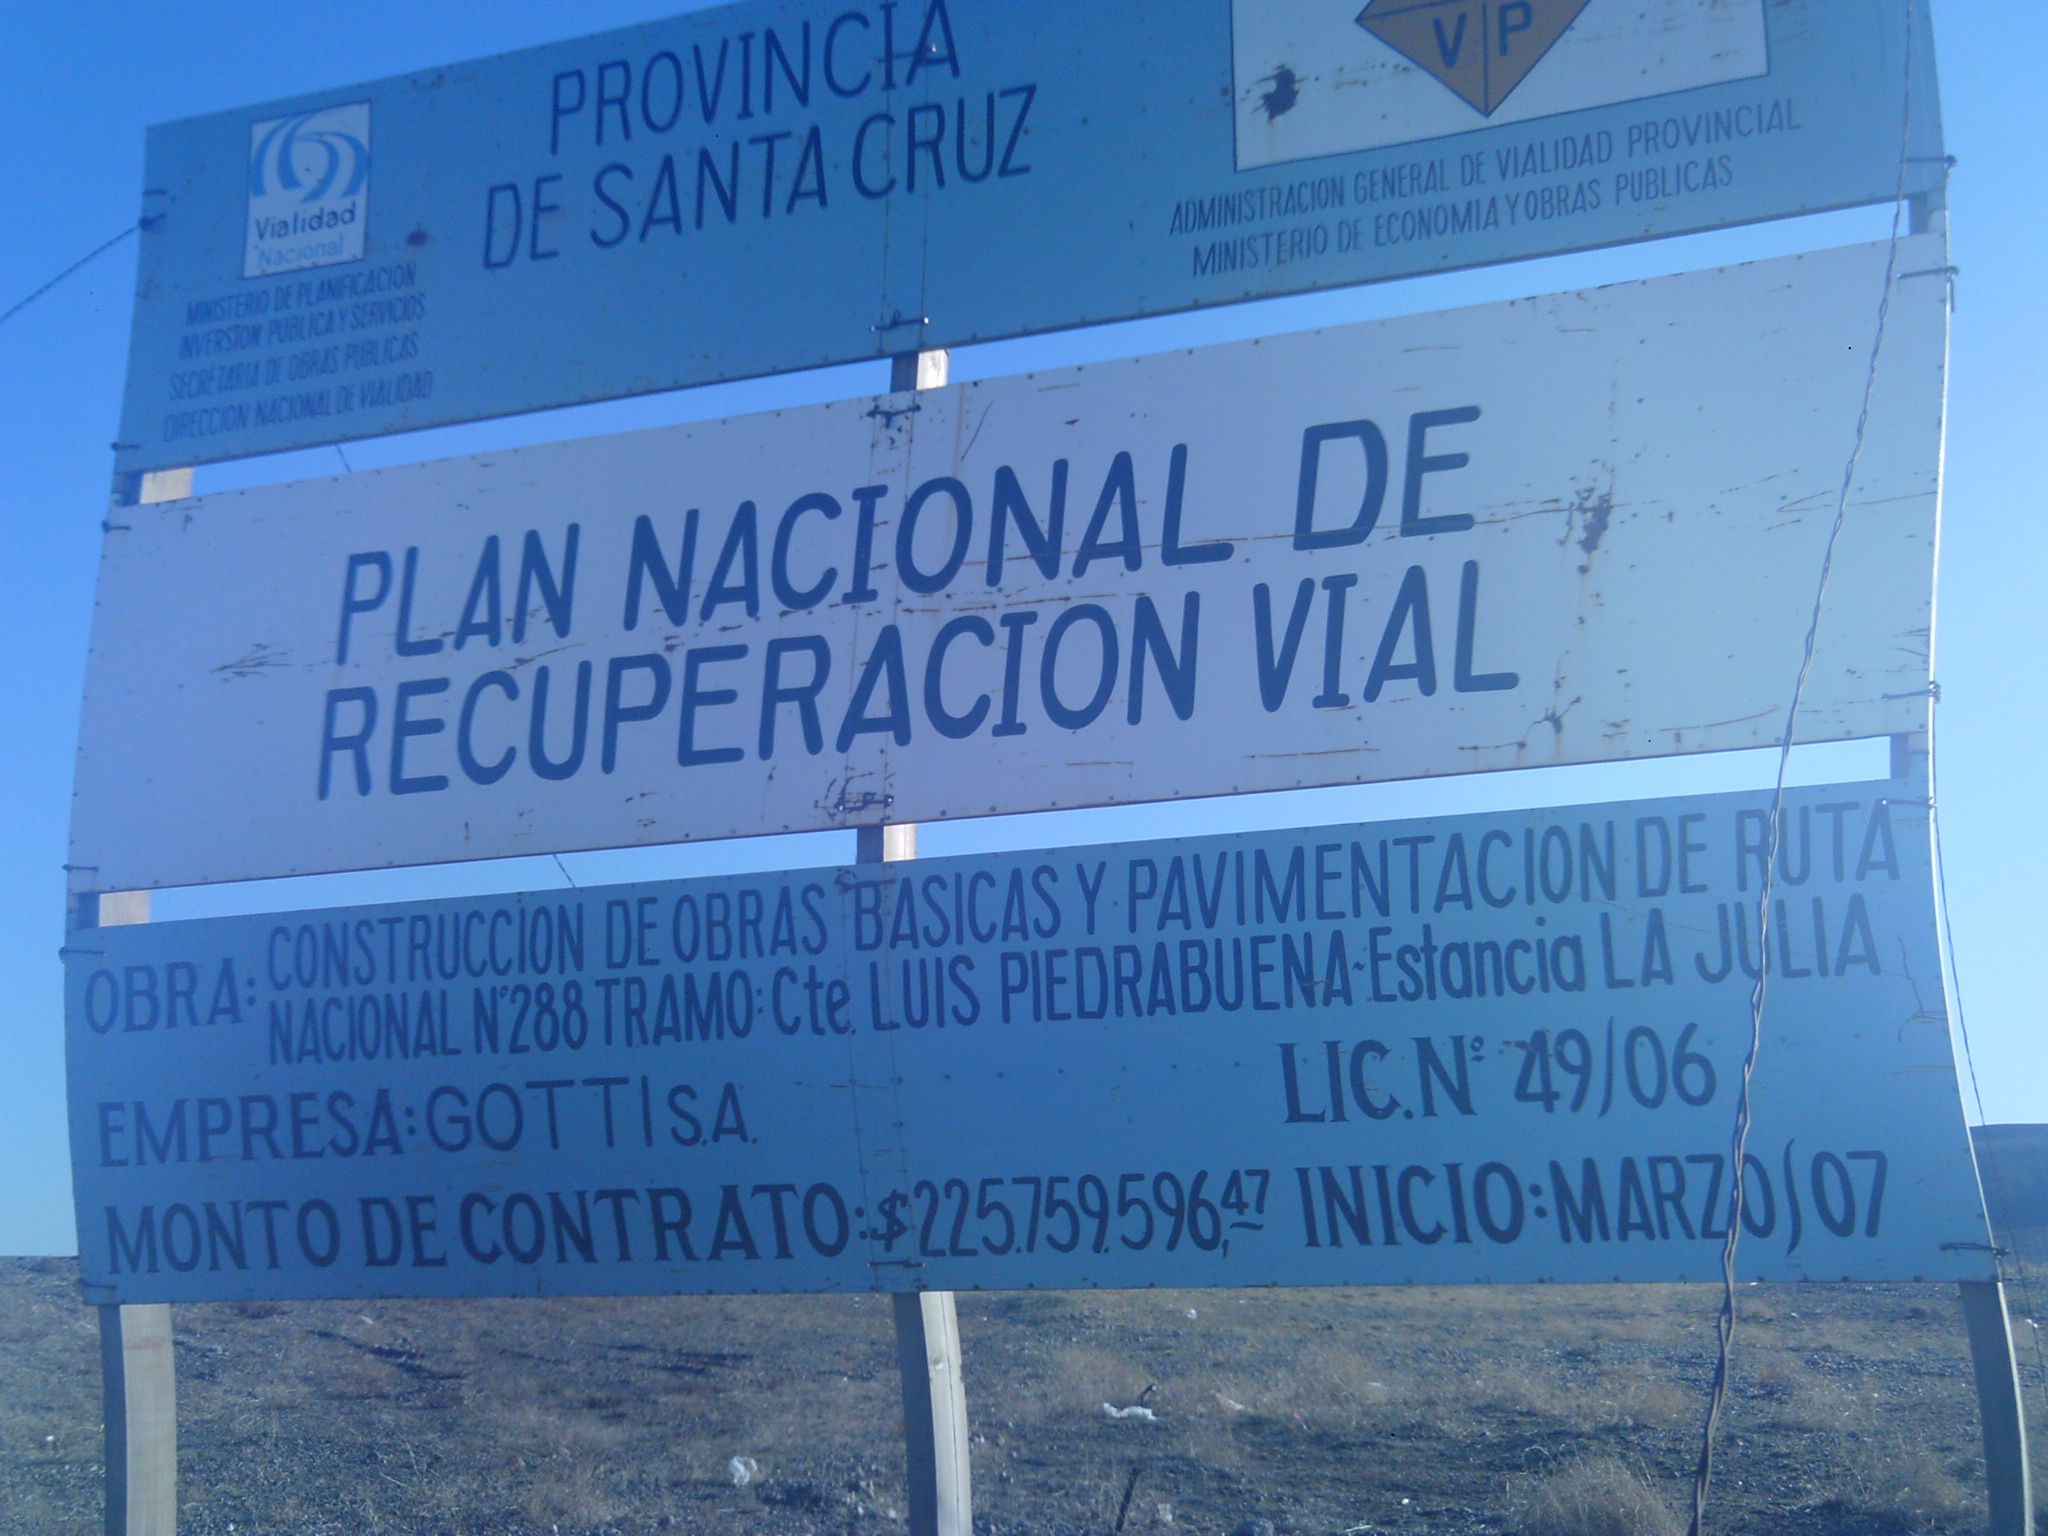 PROVINCIA
DE SANTA CRUZ
Vialidad
Nacional
MINISTERIO DE PLANIFICACION
INVERSION PUBLICA Y SERVICIOS
SECRETARIA DE OBRAS PUBLICAS
DIRECCION NACIONAL DE VIALIDAD
V P
ADMINISTRACION GENERAL DE VIALIDAD PROVINCIAL
MINISTERIO DE ECONOMIA Y OBRAS PUBLICAS
PLAN NACIONAL DE
RECUPERACION VIAL
OBRA: CONSTRUCCION DE OBRAS BASICAS Y PAVIMENTACION DE RUTA
NACIONAL N°288 TRAMO: Cte. LUIS PIEDRABUENA-Estancia LA JULIA
LIC. N° 49/06
EMPRESA: GOTTI S.A.
MONTO DE CONTRATO: $225.759.596,47 INICIO: MARZO/07